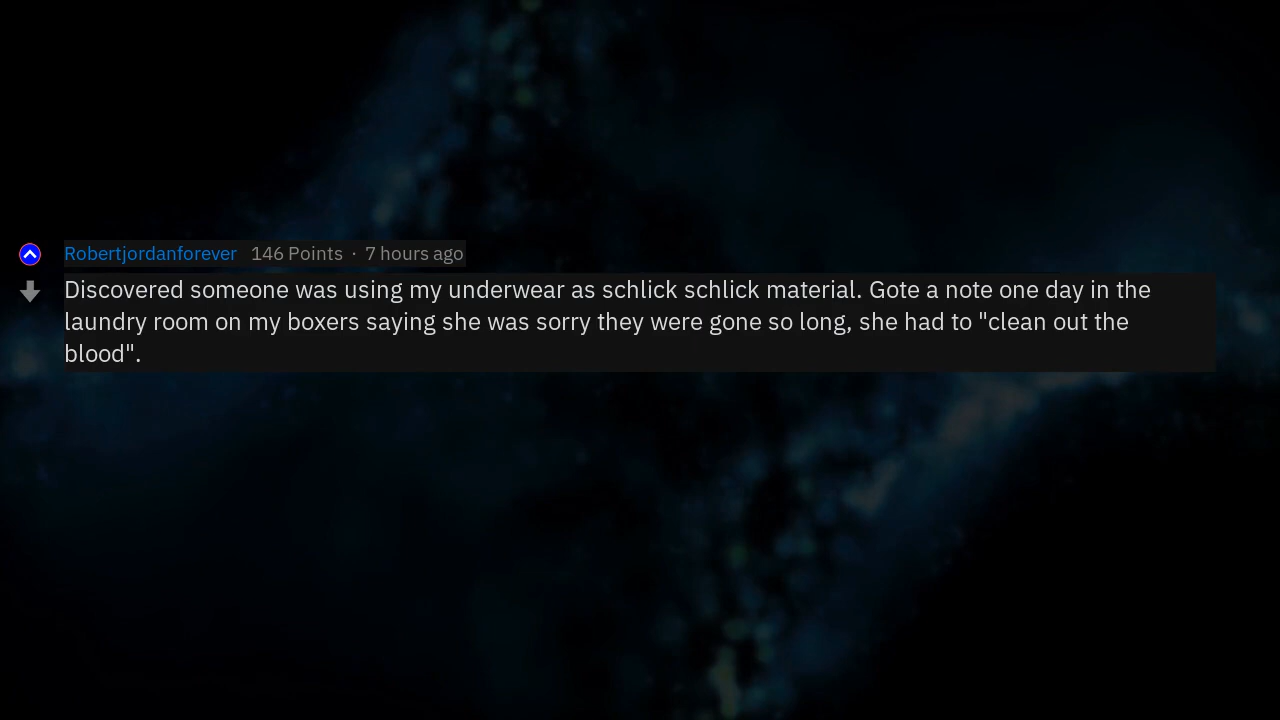 Robertjordanforever 146 Points · 7 hours ago
Discovered someone was using my underwear as schlick schlick material. Gote a note one day in the
laundry room on my boxers saying she was sorry they were gone so long, she had to "clean out the
blood".